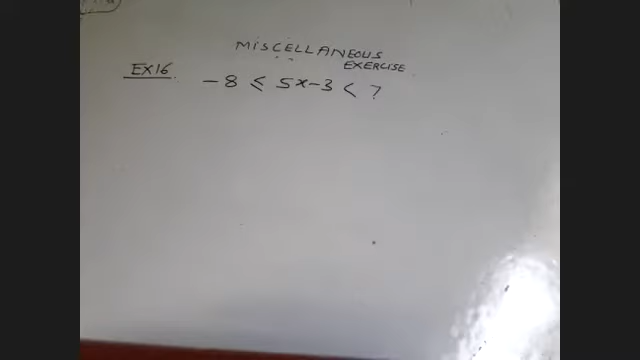 MISCELLANEOUS
EXERCISE
EX16
-8 ≤ 5x-3 < 7